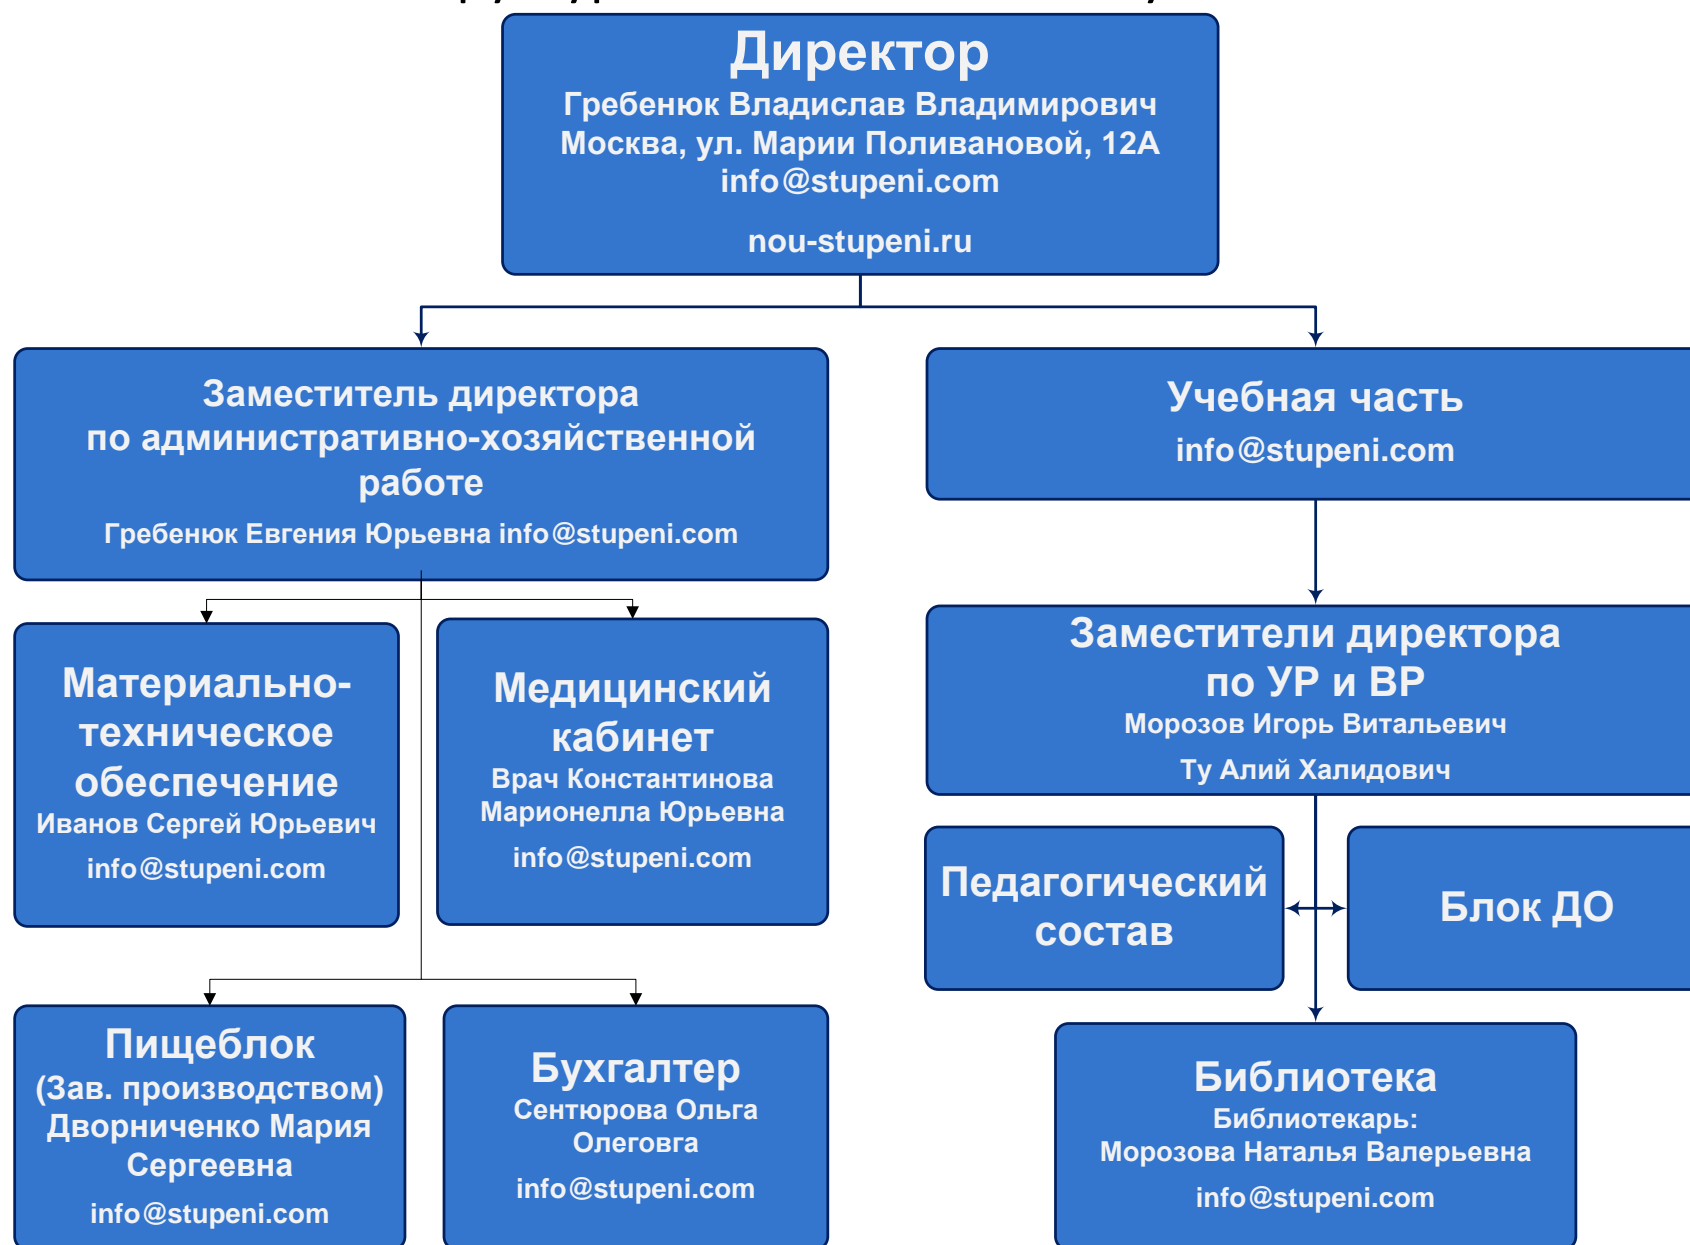 Директор
Гребенюк Владислав Владимирович
Москва, ул. Марии Поливановой, 12А
info@stupeni.com
nou-stupeni.ru
Заместитель директора
по административно-хозяйственной
работе
Гребенюк Евгения Юрьевна info@stupeni.com
Учебная часть
info@stupeni.com
Заместители директора
по УР и ВР
Морозов Игорь Витальевич
Ту Алий Халидович
Материально-
техническое
обеспечение
Иванов Сергей Юрьевич
info@stupeni.com
Медицинский
кабинет
Врач Константинова
Марионелла Юрьевна
info@stupeni.com
Педагогический
состав
Блок ДО
Пищеблок
(Зав. производством)
Дворниченко Мария
Сергеевна
info@stupeni.com
Бухгалтер
Сентюрова Ольга
Олеговга
info@stupeni.com
Библиотека
Библиотекарь:
Морозова Наталья Валерьевна
info@stupeni.com